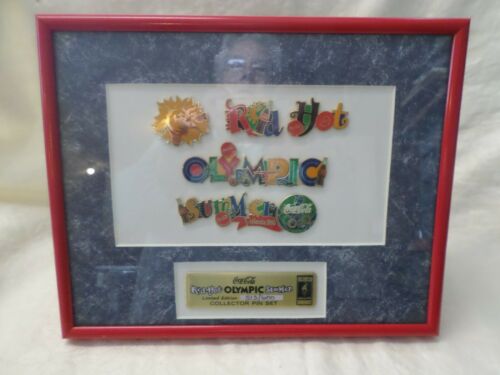 Red Hot
OLYMPIC
SUMMER
Coca-Cola
Coca-Cola
Red Hot OLYMPIC SUMMER
Limited Edition
COLLECTOR PIN SET